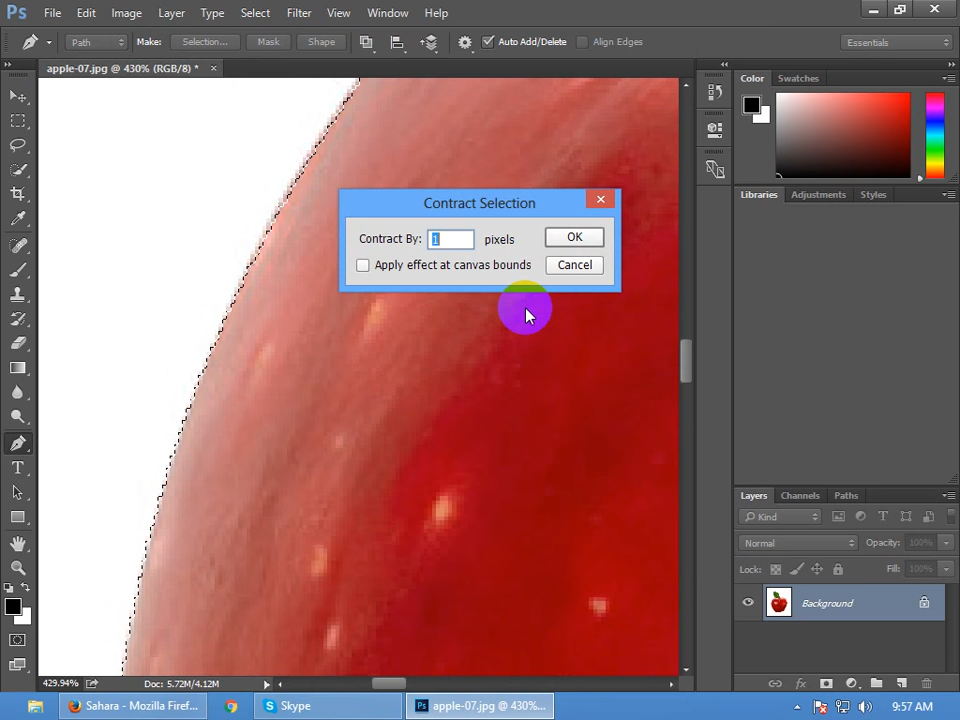 Ps File Edit Image Layer Type Select Filter View Window Help
Path Make: Selection... Mask Shape Auto Add/Delete Align Edges Essentials
apple-07.jpg @ 430% (RGB/8) * ×
Color Swatches
Libraries Adjustments Styles
Contract Selection
Contract By: 1 pixels OK
Apply effect at canvas bounds Cancel
T
Layers Channels Paths
Kind T
Normal Opacity: 100%
Lock: Fill: 100%
Background
fx
429.94% Doc: 5.72M/4.12M
Sahara - Mozilla Firef... Skype Ps apple-07.jpg @ 430%... 9:57 AM